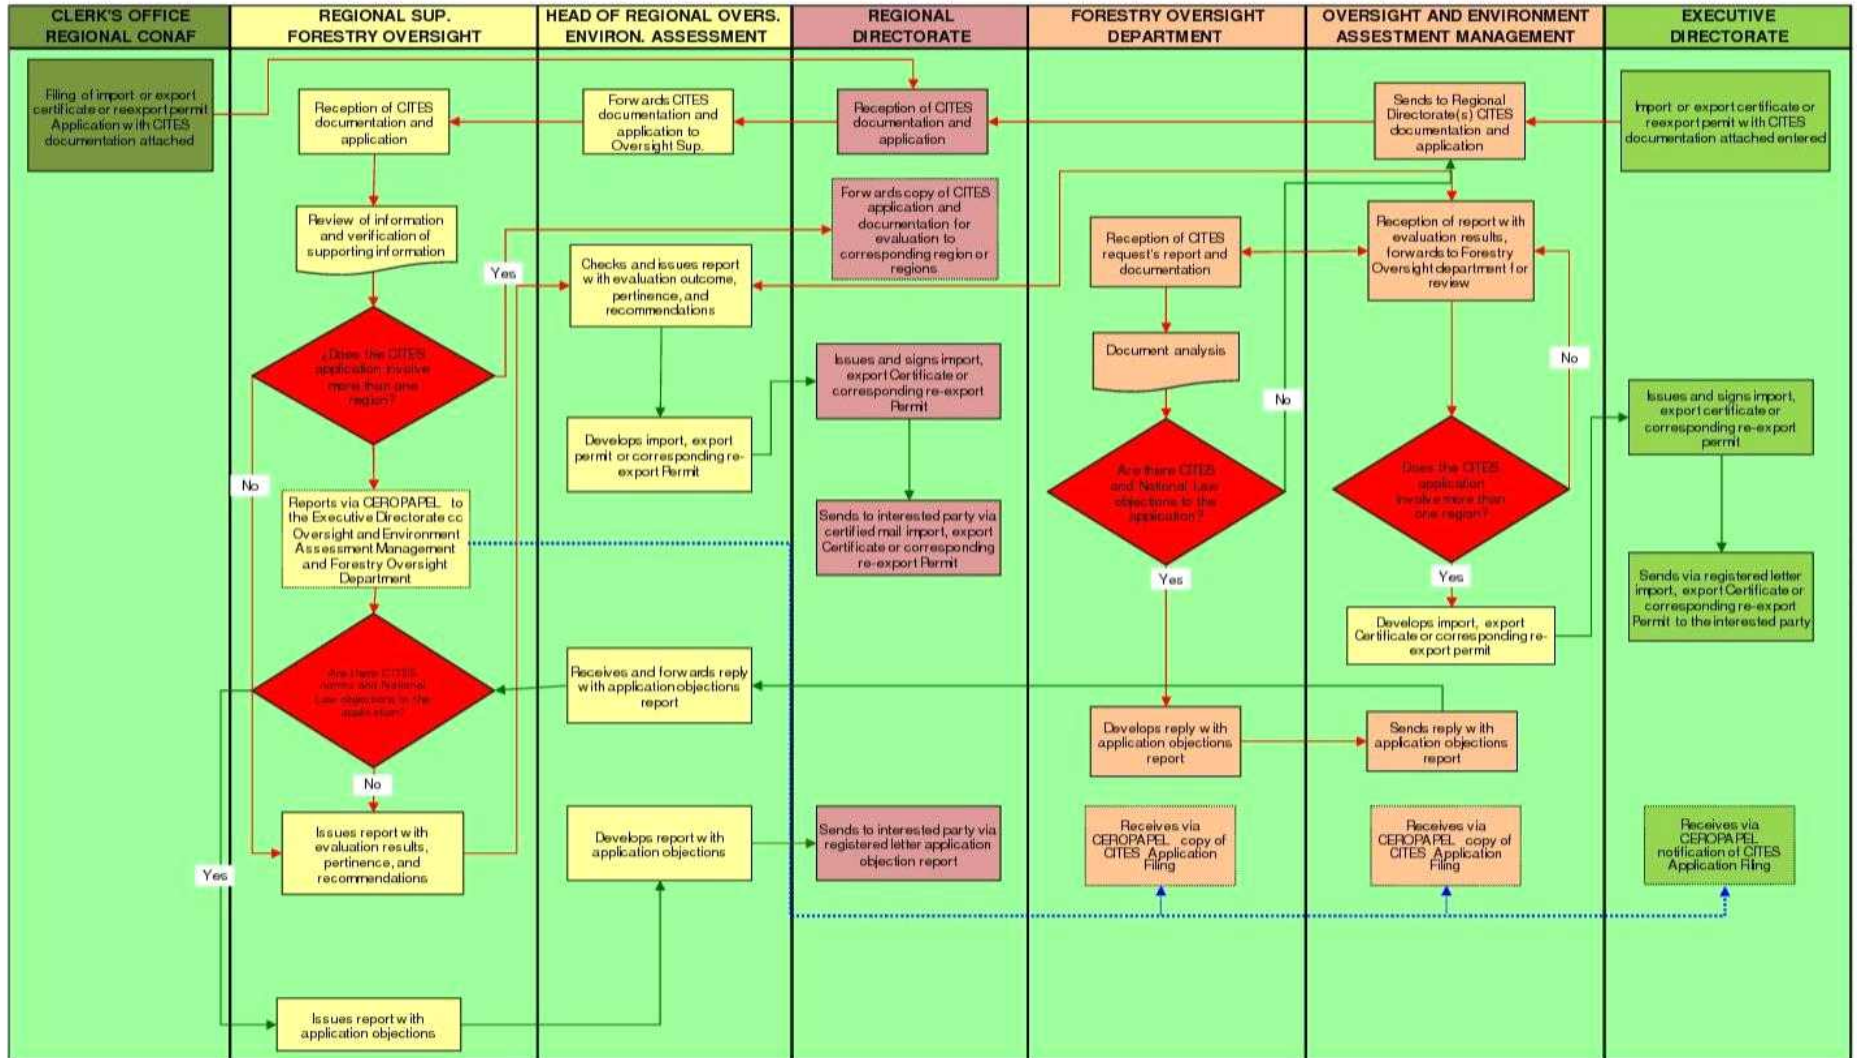 CLERK'S OFFICE
REGIONAL CONAF
REGIONAL SUP.
FORESTRY OVERSIGHT
HEAD OF REGIONAL OVERS.
ENVIRON. ASSESSMENT
REGIONAL
DIRECTORATE
FORESTRY OVERSIGHT
DEPARTMENT
OVERSIGHT AND ENVIRONMENT
ASSESTMENT MANAGEMENT
EXECUTIVE
DIRECTORATE
Filing of import or export
certificate or reexport permit
Application with CITES
documentation attached
Reception of CITES
documentation and
application
Forwards CITES
documentation and
application to
Oversight Sup.
Reception of CITES
documentation and
application
Sends to Regional
Directorate(s) CITES
documentation and
application
Import or export certificate or
reexport permit with CITES
documentation attached entered
Review of information
and verification of
supporting information
Yes
Forwards copy of CITES
application and
documentation for
evaluation to
corresponding region or
regions
Checks and issues report
with evaluation outcome,
pertinence, and
recommendations
Reception of CITES
request's report and
documentation
Reception of report with
evaluation results,
forwards to Forestry
Oversight department for
review
¿Does the CITES
application involve
more than one
region?
Issues and signs import,
export Certificate or
corresponding re-export
Permit
Document analysis
No
No
Issues and signs import,
export certificate or
corresponding re-export
permit
Develops import, export
permit or corresponding re-
export Permit
No
Are there CITES
and National Law
objections to the
application?
Does the CITES
application
involve more than
one region?
Reports via CEROPAPEL to
the Executive Directorate cc
Oversight and Environment
Assessment Management
and Forestry Oversight
Department
Sends to interested party via
certified mail import, export
Certificate or corresponding
re-export Permit
Yes
Yes
Sends via registered letter
import, export Certificate or
corresponding re-export
Permit to the interested party
Develops import, export
Certificate or corresponding re-
export permit
Are there CITES
and National
Law objections to the
application?
Receives and forwards reply
with application objections
report
Develops reply with
application objections
report
Sends reply with
application objections
report
No
Issues report with
evaluation results,
pertinence, and
recommendations
Develops report with
application objections
Sends to interested party via
registered letter application
objection report
Receives via
CEROPAPEL copy of
CITES Application
Filing
Receives via
CEROPAPEL copy of
CITES Application
Filing
Receives via
CEROPAPEL
notification of CITES
Application Filing
Yes
Issues report with
application objections